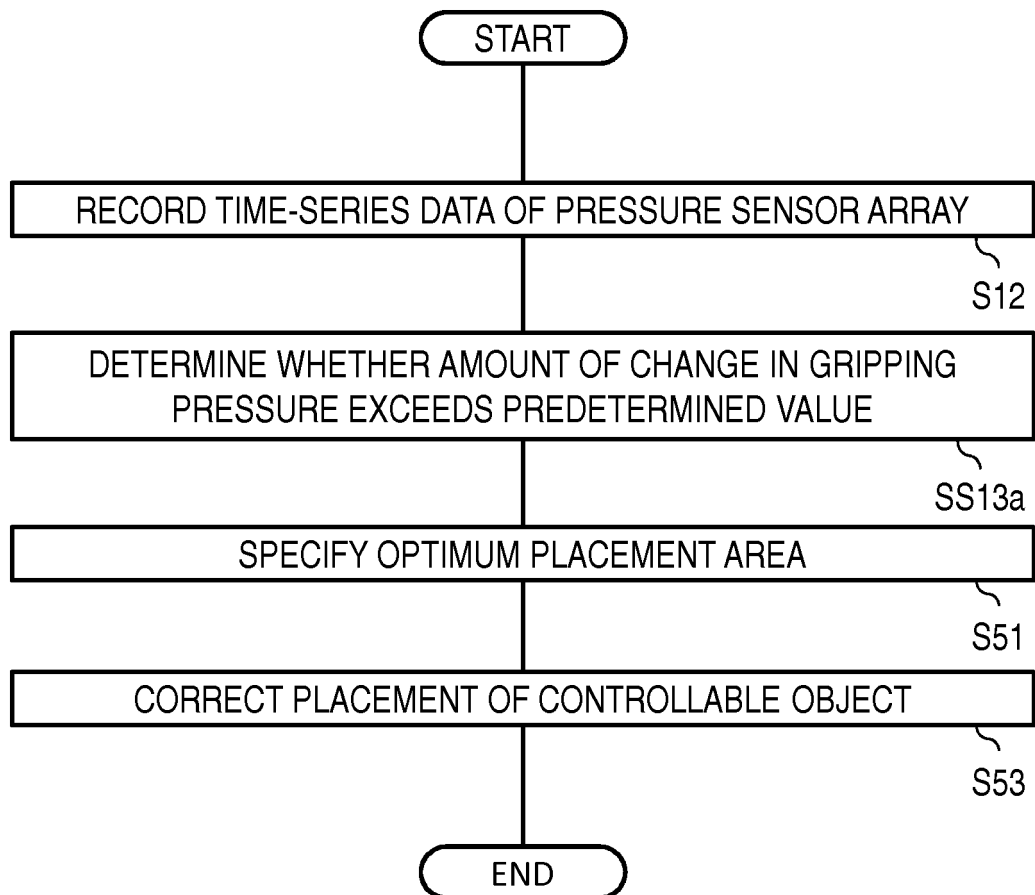 START
RECORD TIME-SERIES DATA OF PRESSURE SENSOR ARRAY
S12
DETERMINE WHETHER AMOUNT OF CHANGE IN GRIPPING
PRESSURE EXCEEDS PREDETERMINED VALUE
SS13a
SPECIFY OPTIMUM PLACEMENT AREA
S51
CORRECT PLACEMENT OF CONTROLLABLE OBJECT
S53
END